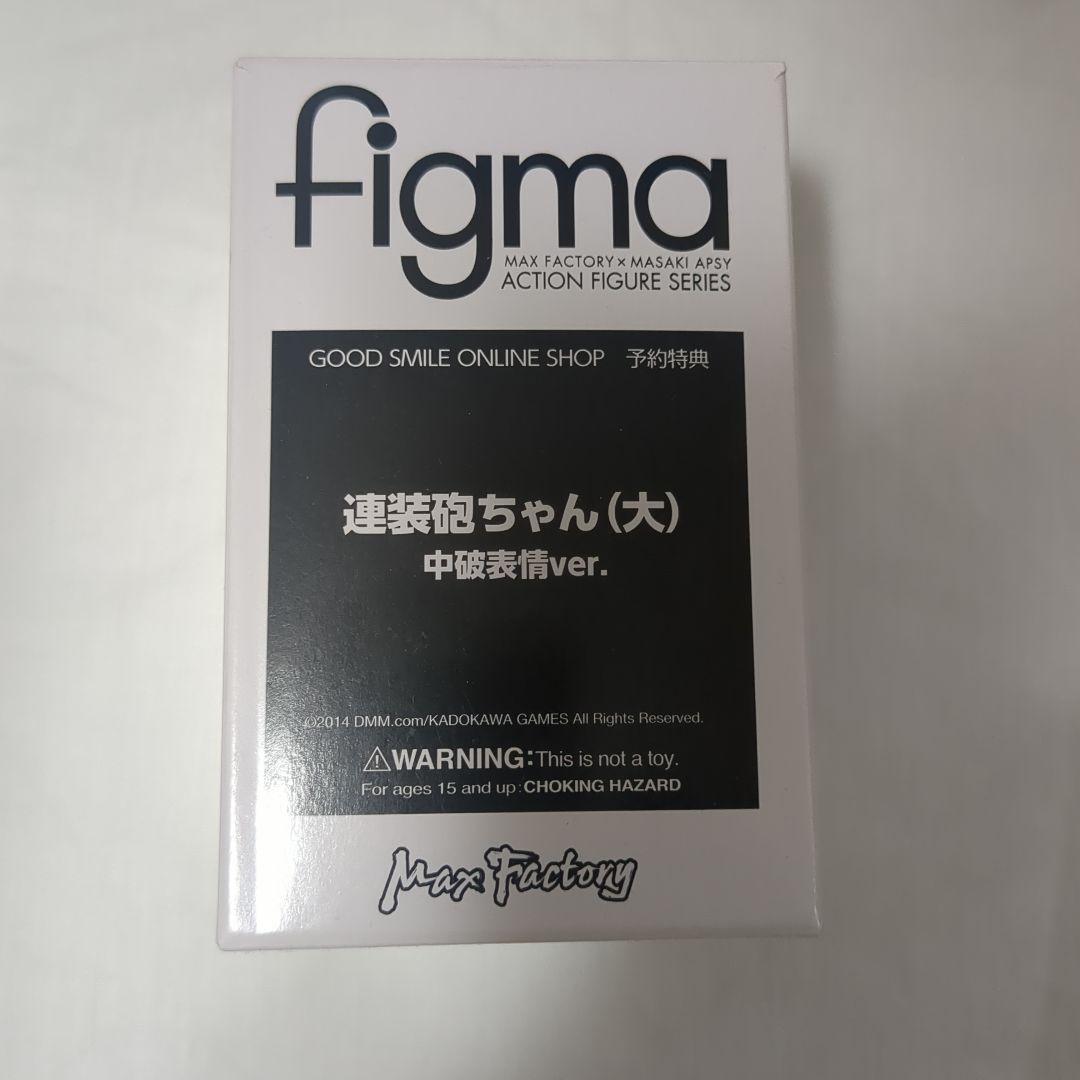 figma
MAX FACTORY × MASAKI APSY
ACTION FIGURE SERIES
GOOD SMILE ONLINE SHOP 予約特典
連装砲ちゃん(大)
中破表情ver.
©2014 DMM.com/KADOKAWA GAMES All Rights Reserved.
⚠WARNING:This is not a toy.
For ages 15 and up:CHOKING HAZARD
Max Factory